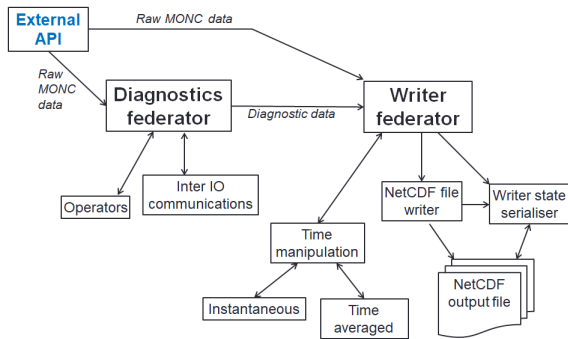 External
API
Raw MONC data
Raw
MONC
data
Diagnostics
federator
Diagnostic data
Writer
federator
Operators
Inter IO
communications
NetCDF file
writer
Writer state
serialiser
Time
manipulation
Instantaneous
Time
averaged
NetCDF
output file